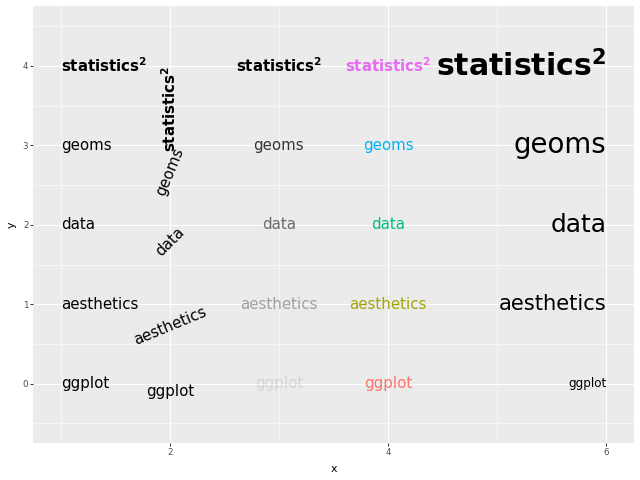 4 statistics² statistics² statistics² statistics²
statistics²
3 geoms geoms geoms geoms
geoms
y
2 data data data data
data
1 aesthetics aesthetics aesthetics aesthetics
aesthetics
0 ggplot ggplot ggplot ggplot
ggplot
2 4 6
x